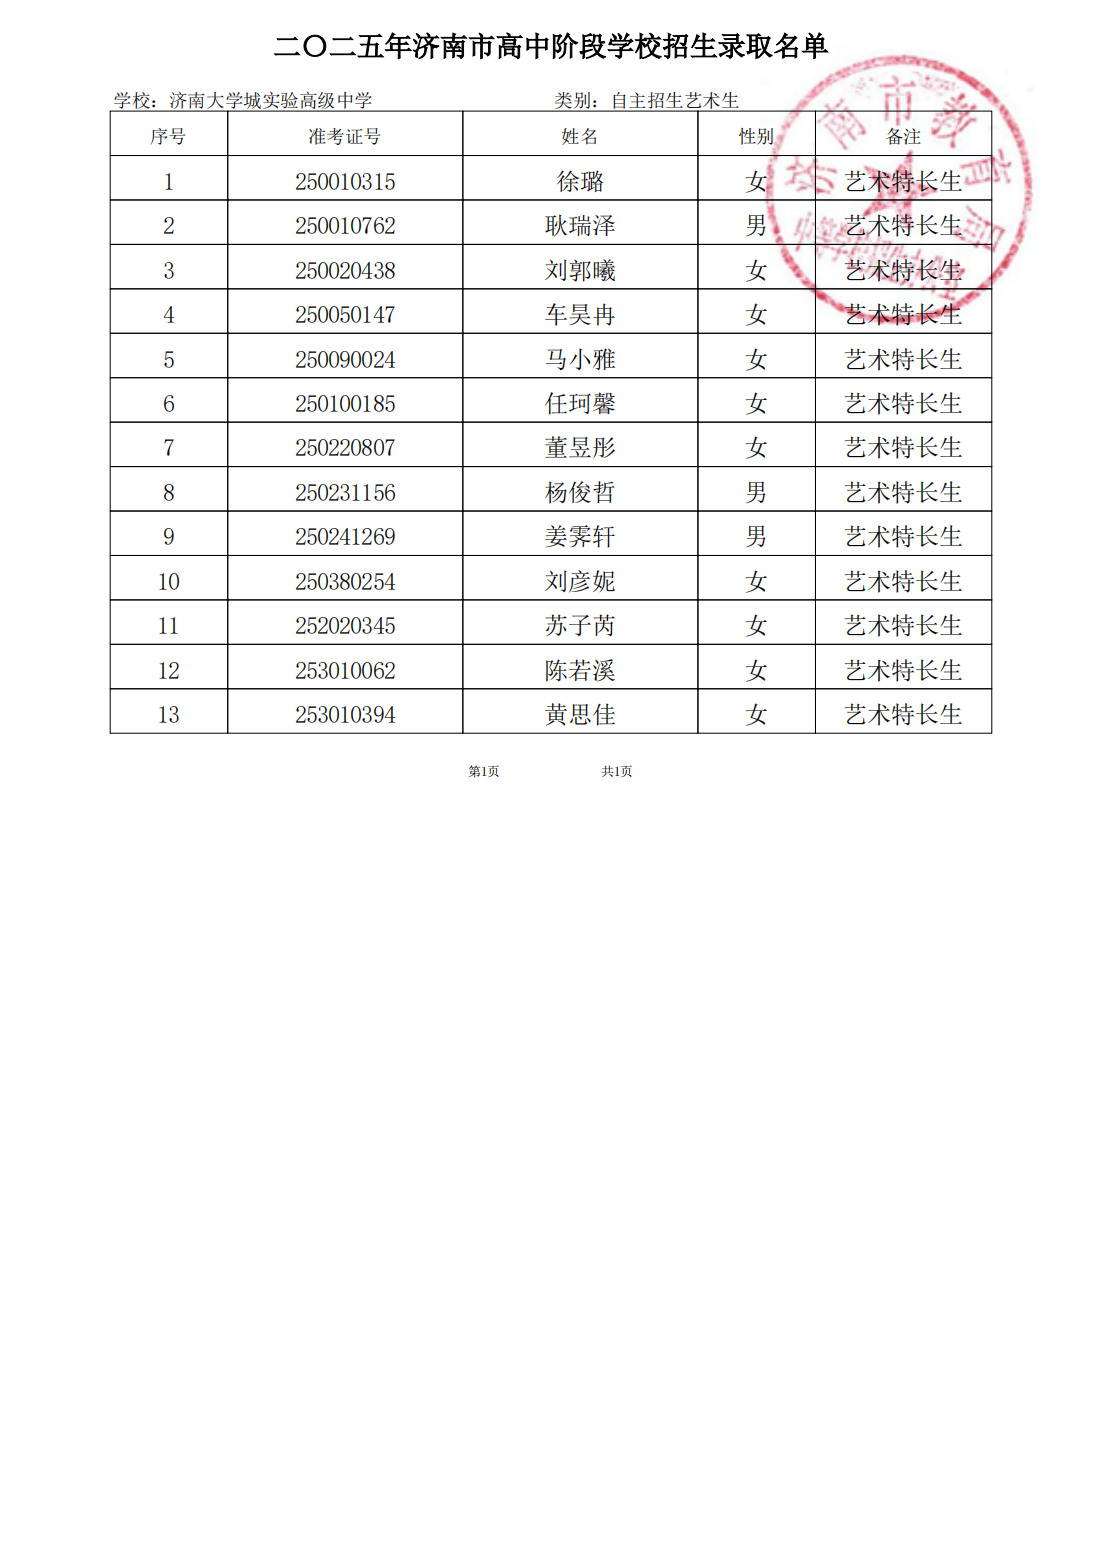 二〇二五年济南市高中阶段学校招生录取名单
学校：济南大学城实验高级中学 类别：自主招生艺术生
序号 准考证号 姓名 性别 备注
1 250010315 徐璐 女 艺术特长生
2 250010762 耿瑞泽 男 艺术特长生
3 250020438 刘郭曦 女 艺术特长生
4 250050147 车昊冉 女 艺术特长生
5 250090024 马小雅 女 艺术特长生
6 250100185 任珂馨 女 艺术特长生
7 250220807 董昱彤 女 艺术特长生
8 250231156 杨俊哲 男 艺术特长生
9 250241269 姜霁轩 男 艺术特长生
10 250380254 刘彦妮 女 艺术特长生
11 252020345 苏子芮 女 艺术特长生
12 253010062 陈若溪 女 艺术特长生
13 253010394 黄思佳 女 艺术特长生
第1页 共1页
济南市教育局